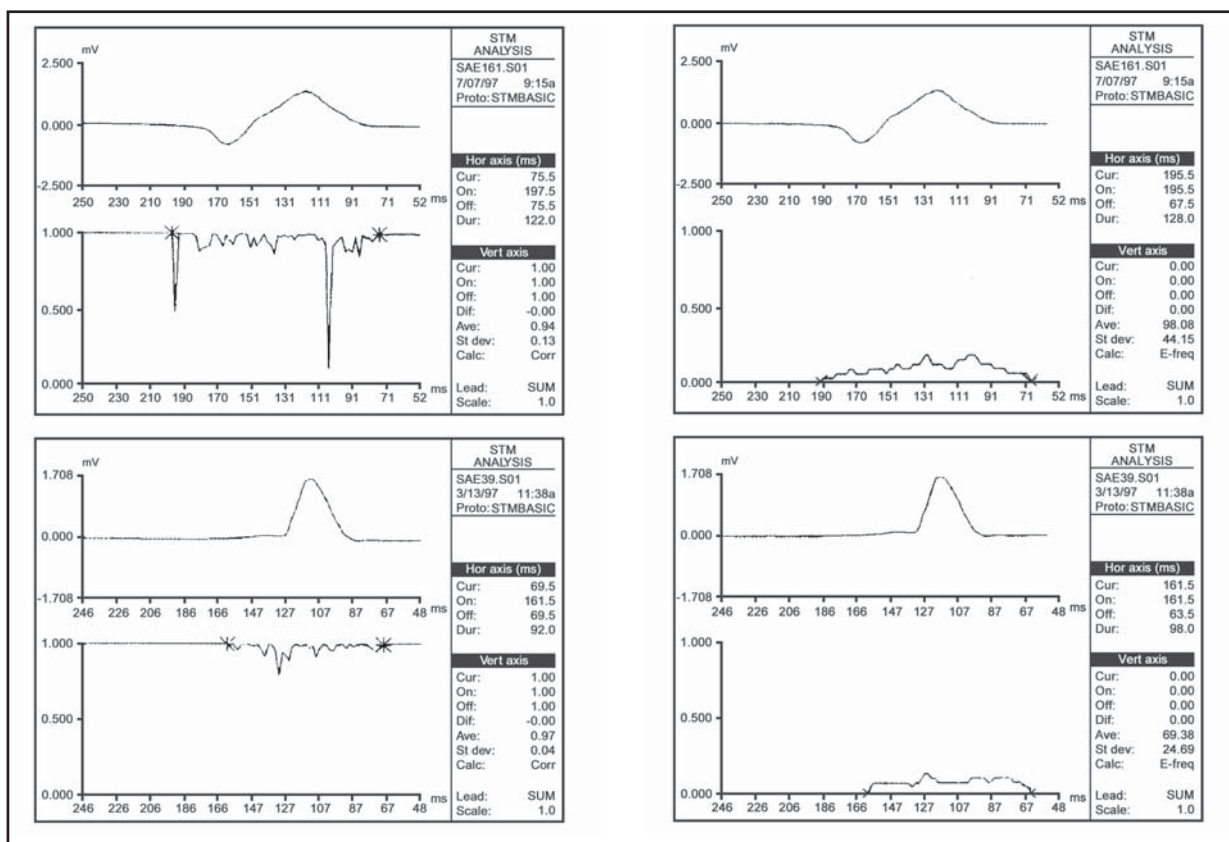 mV
2.500
0.000
-2.500
250 230 210 190 170 150 131 111 91 71 52 ms
1.000
0.500
0.000
250 230 210 190 170 150 131 111 91 71 52 ms
STM
ANALYSIS
SAE161.S01
7/07/97 9:15a
Proto:STMBASIC
Hor axis (ms)
Cur: 75.5
On: 197.5
Off: 75.5
Dur: 122.0
Vert axis
Cur: 1.00
On: 1.00
Off: 1.00
Dif: -0.00
Ave: 0.94
St dev: 0.13
Calc: Corr
Lead: SUM
Scale: 1.0
mV
2.500
0.000
-2.500
250 230 210 190 170 150 131 111 91 71 52 ms
1.000
0.500
0.000
250 230 210 190 170 150 131 111 91 71 52 ms
STM
ANALYSIS
SAE161.S01
7/07/97 9:15a
Proto:STMBASIC
Hor axis (ms)
Cur: 195.5
On: 195.5
Off: 67.5
Dur: 128.0
Vert axis
Cur: 0.00
On: 0.00
Off: 0.00
Dif: 0.00
Ave: 98.08
St dev: 44.15
Calc: E-freq
Lead: SUM
Scale: 1.0
mV
1.708
0.000
-1.708
246 226 206 186 166 147 127 107 87 67 48 ms
1.000
0.500
0.000
246 226 206 186 166 147 127 107 87 67 48 ms
STM
ANALYSIS
SAE39.S01
3/13/97 11:38a
Proto:STMBASIC
Hor axis (ms)
Cur: 69.5
On: 161.5
Off: 69.5
Dur: 92.0
Vert axis
Cur: 1.00
On: 1.00
Off: 1.00
Dif: -0.00
Ave: 0.97
St dev: 0.04
Calc: Corr
Lead: SUM
Scale: 1.0
mV
1.708
0.000
-1.708
246 226 206 186 166 147 127 107 87 67 48 ms
1.000
0.500
0.000
246 226 206 186 166 147 127 107 87 67 48 ms
STM
ANALYSIS
SAE39.S01
3/13/97 11:38a
Proto:STMBASIC
Hor axis (ms)
Cur: 161.5
On: 161.5
Off: 63.5
Dur: 98.0
Vert axis
Cur: 0.00
On: 0.00
Off: 0.00
Dif: 0.00
Ave: 69.38
St dev: 24.69
Calc: E-freq
Lead: SUM
Scale: 1.0